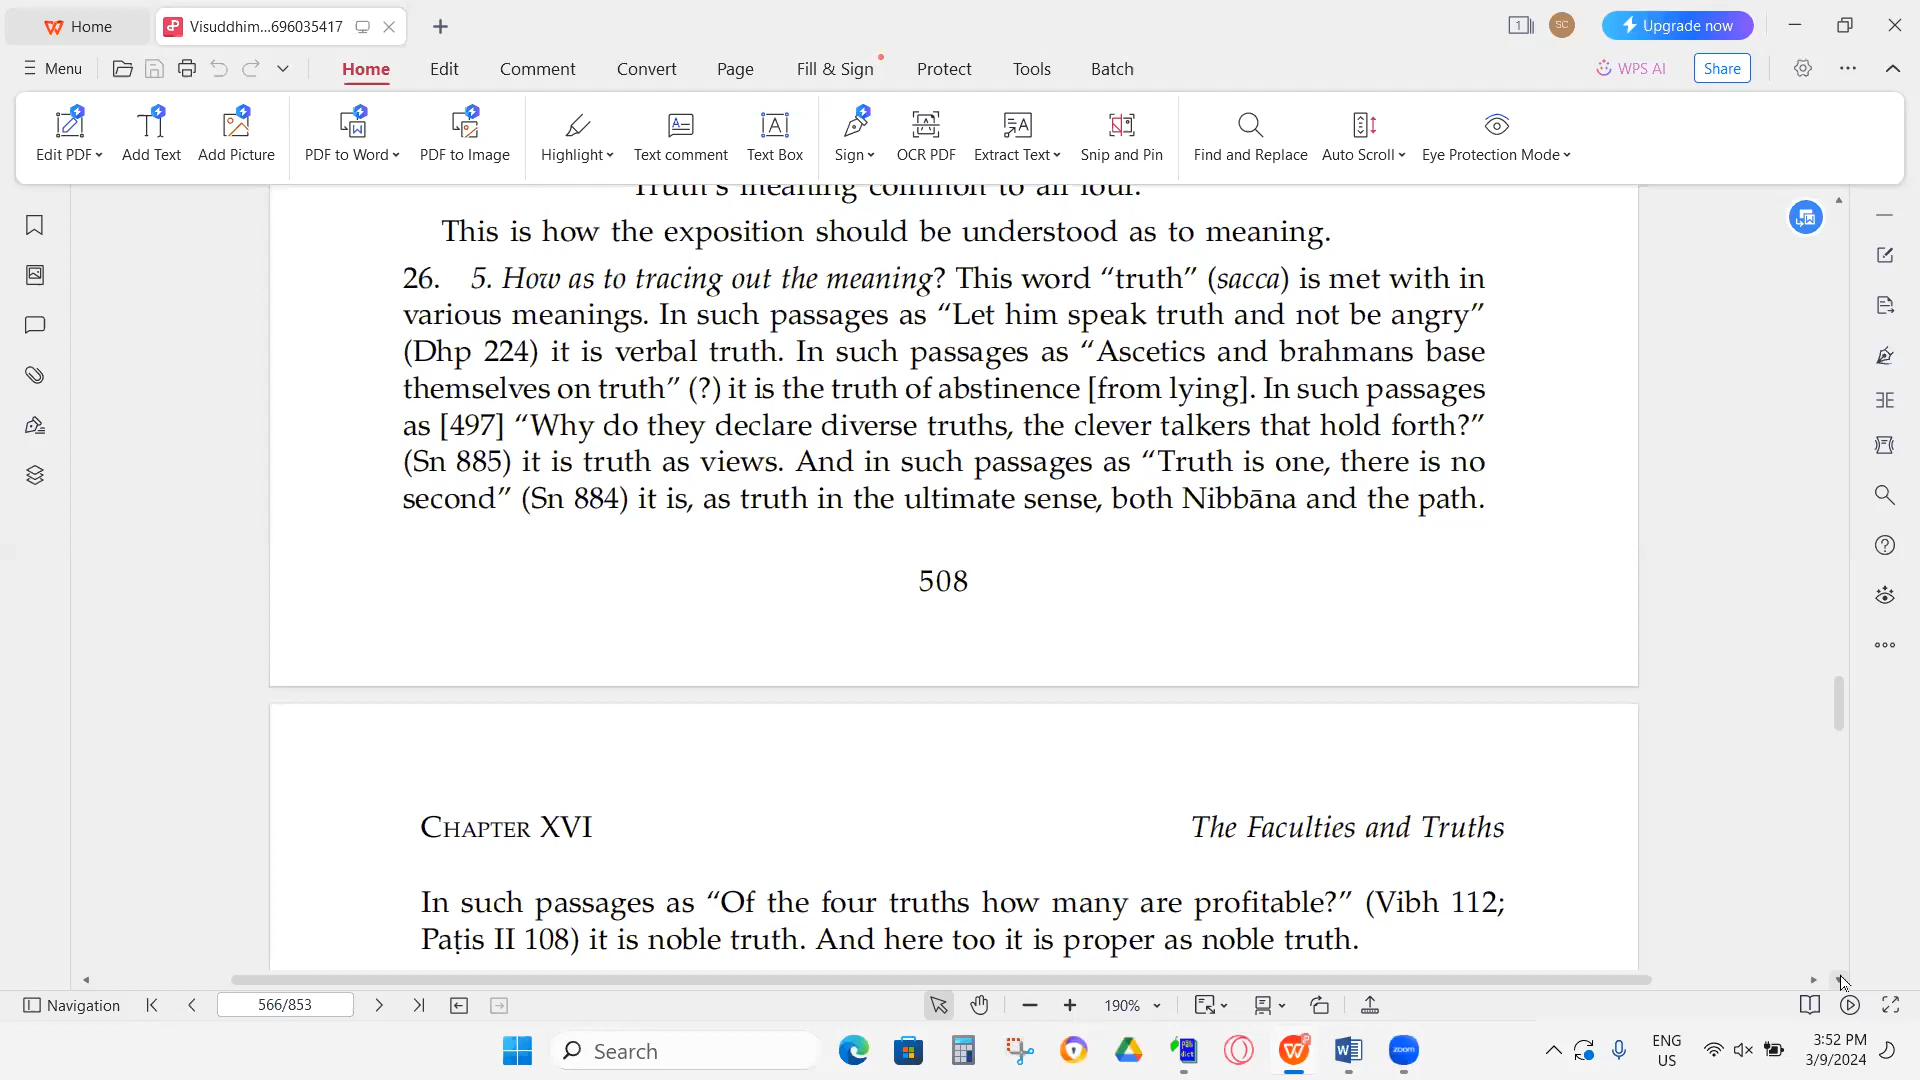 Home
Visuddhim...696035417
1
SC
Upgrade now
Menu
Home
Edit
Comment
Convert
Page
Fill & Sign
Protect
Tools
Batch
WPS AI
Share
Edit PDF
Add Text
Add Picture
PDF to Word
PDF to Image
Highlight
Text comment
Text Box
Sign
OCR PDF
Extract Text
Snip and Pin
Find and Replace
Auto Scroll
Eye Protection Mode
Truth's meaning common to all four.
This is how the exposition should be understood as to meaning.
26. 5. How as to tracing out the meaning? This word “truth” (sacca) is met with in
various meanings. In such passages as “Let him speak truth and not be angry”
(Dhp 224) it is verbal truth. In such passages as “Ascetics and brahmans base
themselves on truth” (?) it is the truth of abstinence [from lying]. In such passages
as [497] “Why do they declare diverse truths, the clever talkers that hold forth?”
(Sn 885) it is truth as views. And in such passages as “Truth is one, there is no
second” (Sn 884) it is, as truth in the ultimate sense, both Nibbāna and the path.
508
CHAPTER XVI
The Faculties and Truths
In such passages as “Of the four truths how many are profitable?” (Vibh 112;
Paṭis II 108) it is noble truth. And here too it is proper as noble truth.
Navigation
566/853
190%
Search
zoom
ENG
US
3:52 PM
3/9/2024